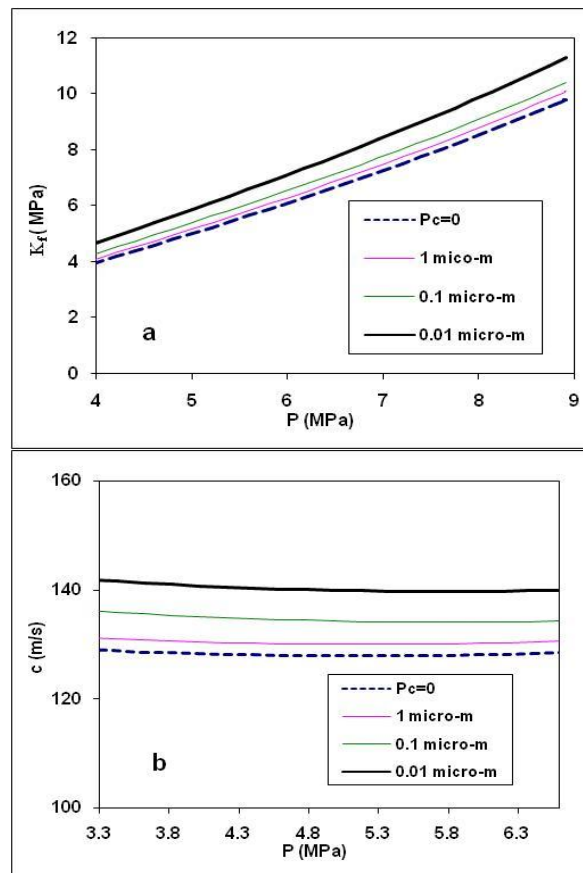 12
10
8
6
4
2
0
K_f ( MPa)
Pc=0
1 mico-m
0.1 micro-m
0.01 micro-m
a
4 5 6 7 8 9
P (MPa)
160
140
120
100
c (m/s)
Pc=0
1 micro-m
0.1 micro-m
0.01 micro-m
b
3.3 3.8 4.3 4.8 5.3 5.8 6.3
P (MPa)